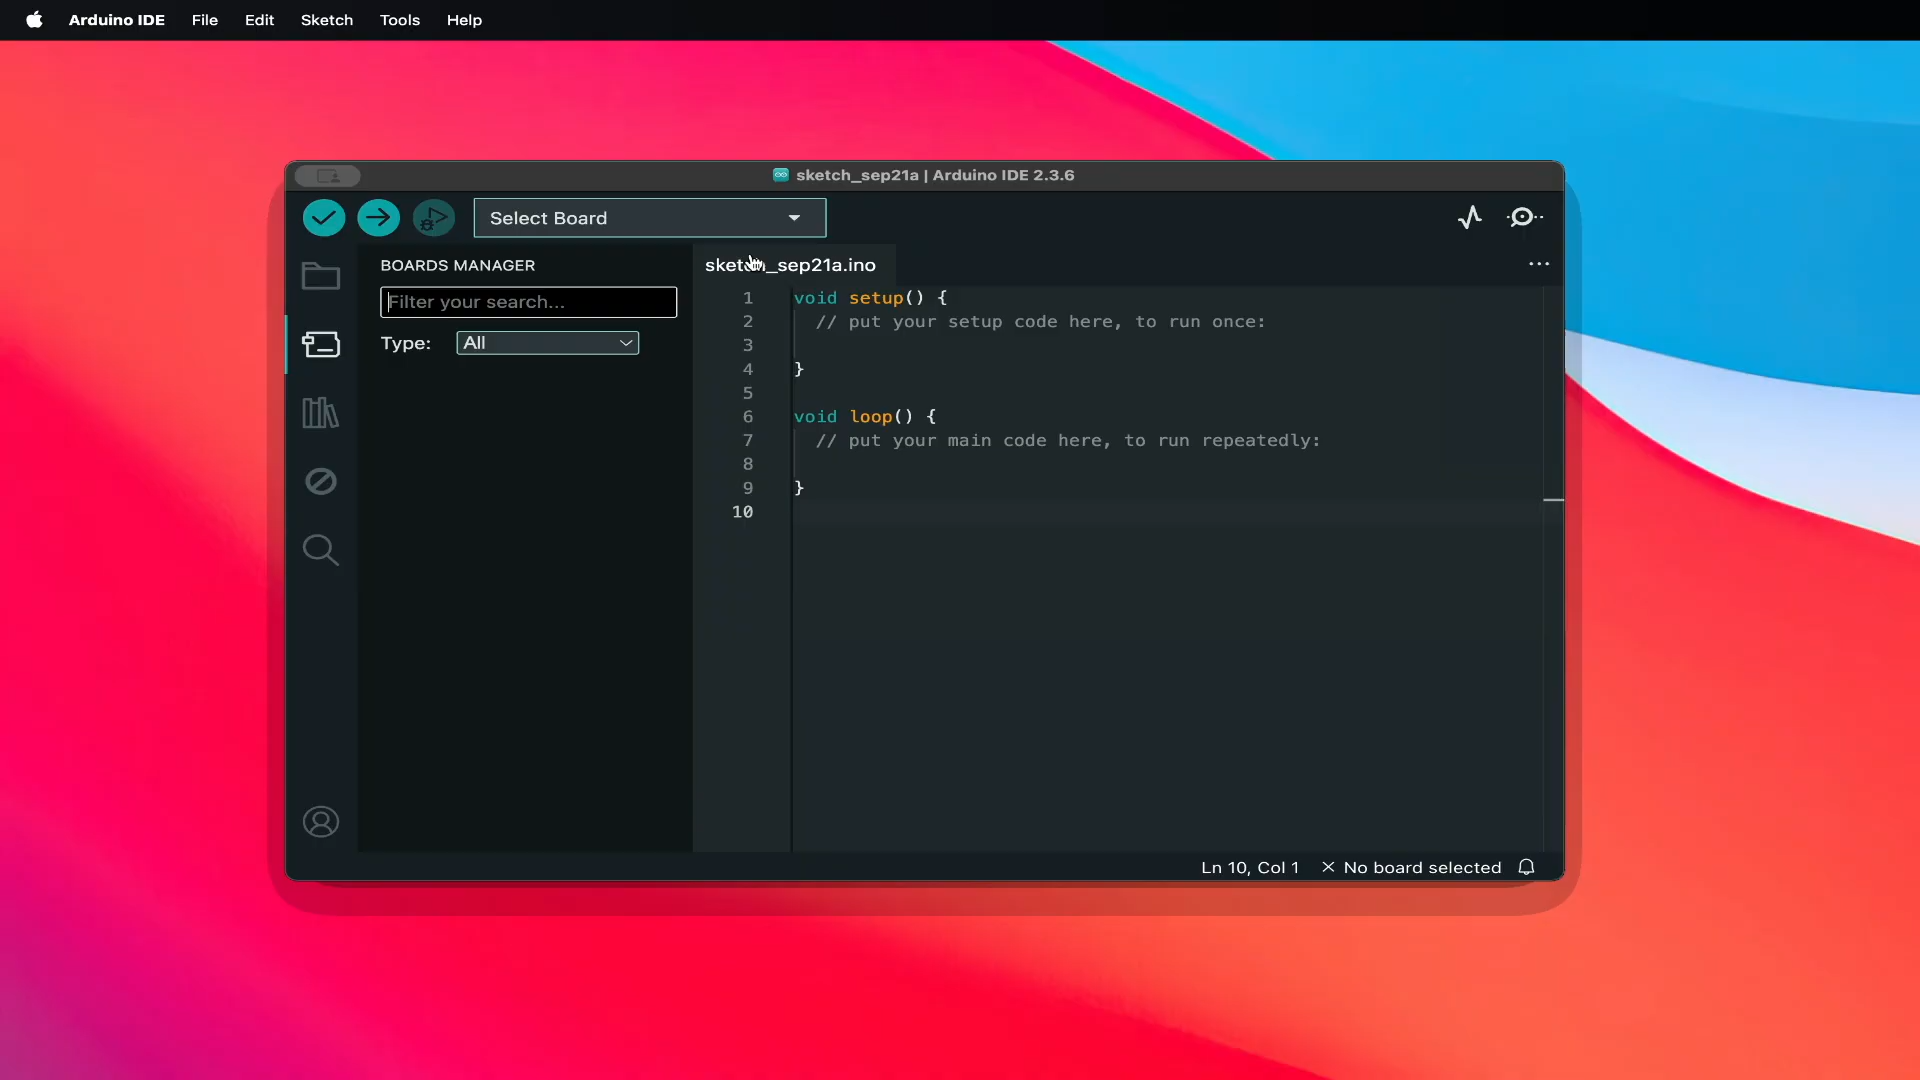 Arduino IDE File Edit Sketch Tools Help
sketch_sep21a | Arduino IDE 2.3.6
Select Board
BOARDS MANAGER
Filter your search...
Type: All
sketch_sep21a.ino
1 void setup() {
2 // put your setup code here, to run once:
3
4 }
5
6 void loop() {
7 // put your main code here, to run repeatedly:
8
9 }
10
Ln 10, Col 1 No board selected